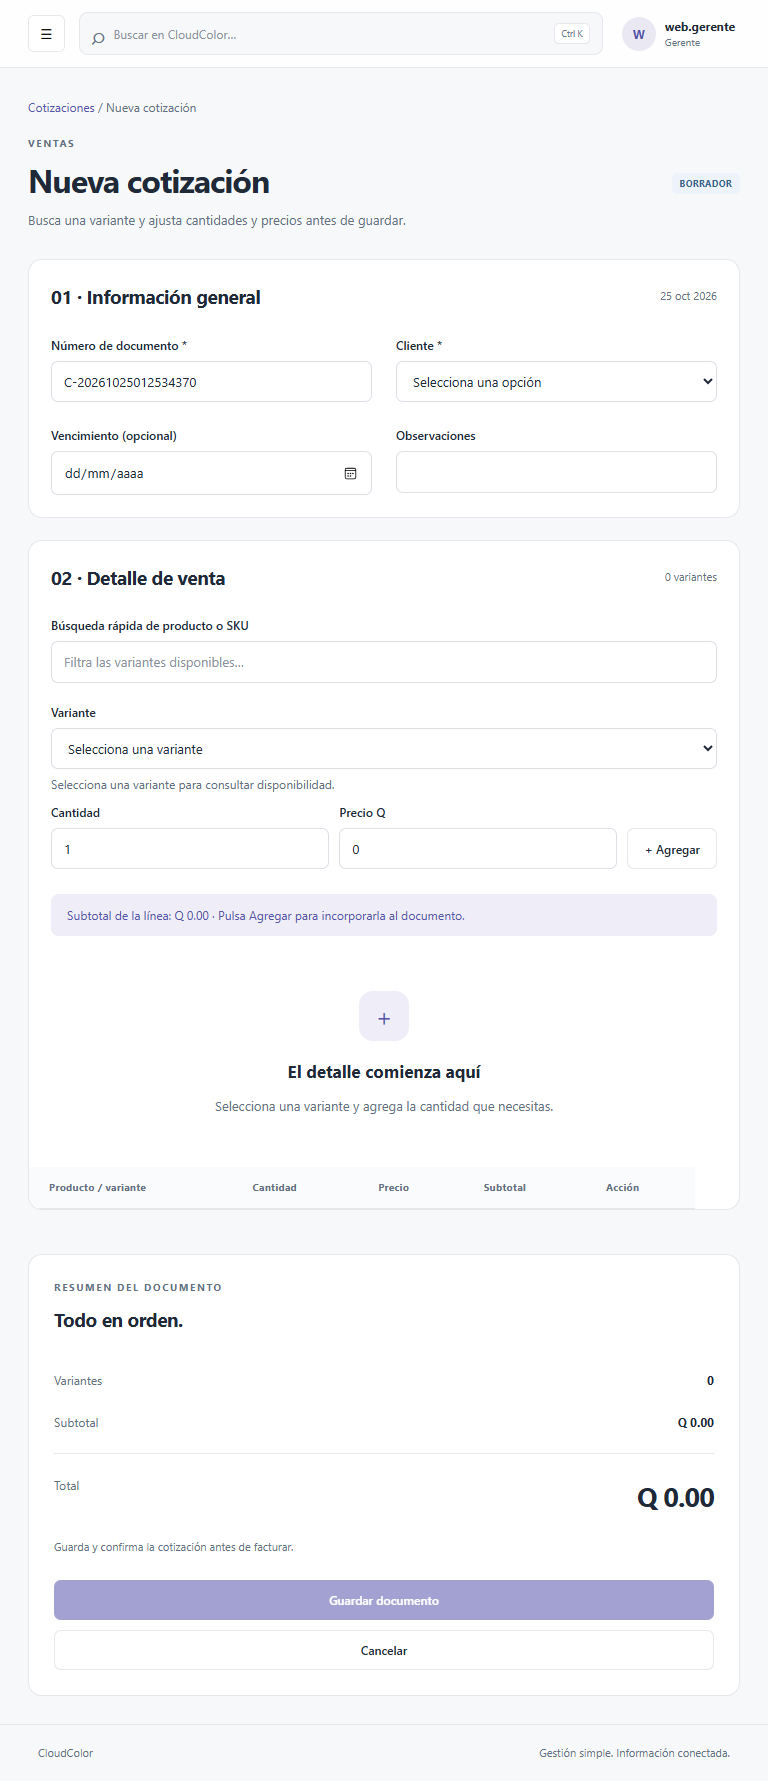 ☰
Buscar en CloudColor...
Ctrl K
W
web.gerente
Gerente
Cotizaciones / Nueva cotización
VENTAS
Nueva cotización
BORRADOR
Busca una variante y ajusta cantidades y precios antes de guardar.
01 · Información general
25 oct 2026
Número de documento *
Cliente *
C-20261025012534370
Selecciona una opción
Vencimiento (opcional)
Observaciones
dd/mm/aaaa
02 · Detalle de venta
0 variantes
Búsqueda rápida de producto o SKU
Filtra las variantes disponibles...
Variante
Selecciona una variante
Selecciona una variante para consultar disponibilidad.
Cantidad
Precio Q
1
0
+ Agregar
Subtotal de la línea: Q 0.00 · Pulsa Agregar para incorporarla al documento.
+
El detalle comienza aquí
Selecciona una variante y agrega la cantidad que necesitas.
Producto / variante Cantidad Precio Subtotal Acción
RESUMEN DEL DOCUMENTO
Todo en orden.
Variantes 0
Subtotal Q 0.00
Total Q 0.00
Guarda y confirma la cotización antes de facturar.
Guardar documento
Cancelar
CloudColor
Gestión simple. Información conectada.